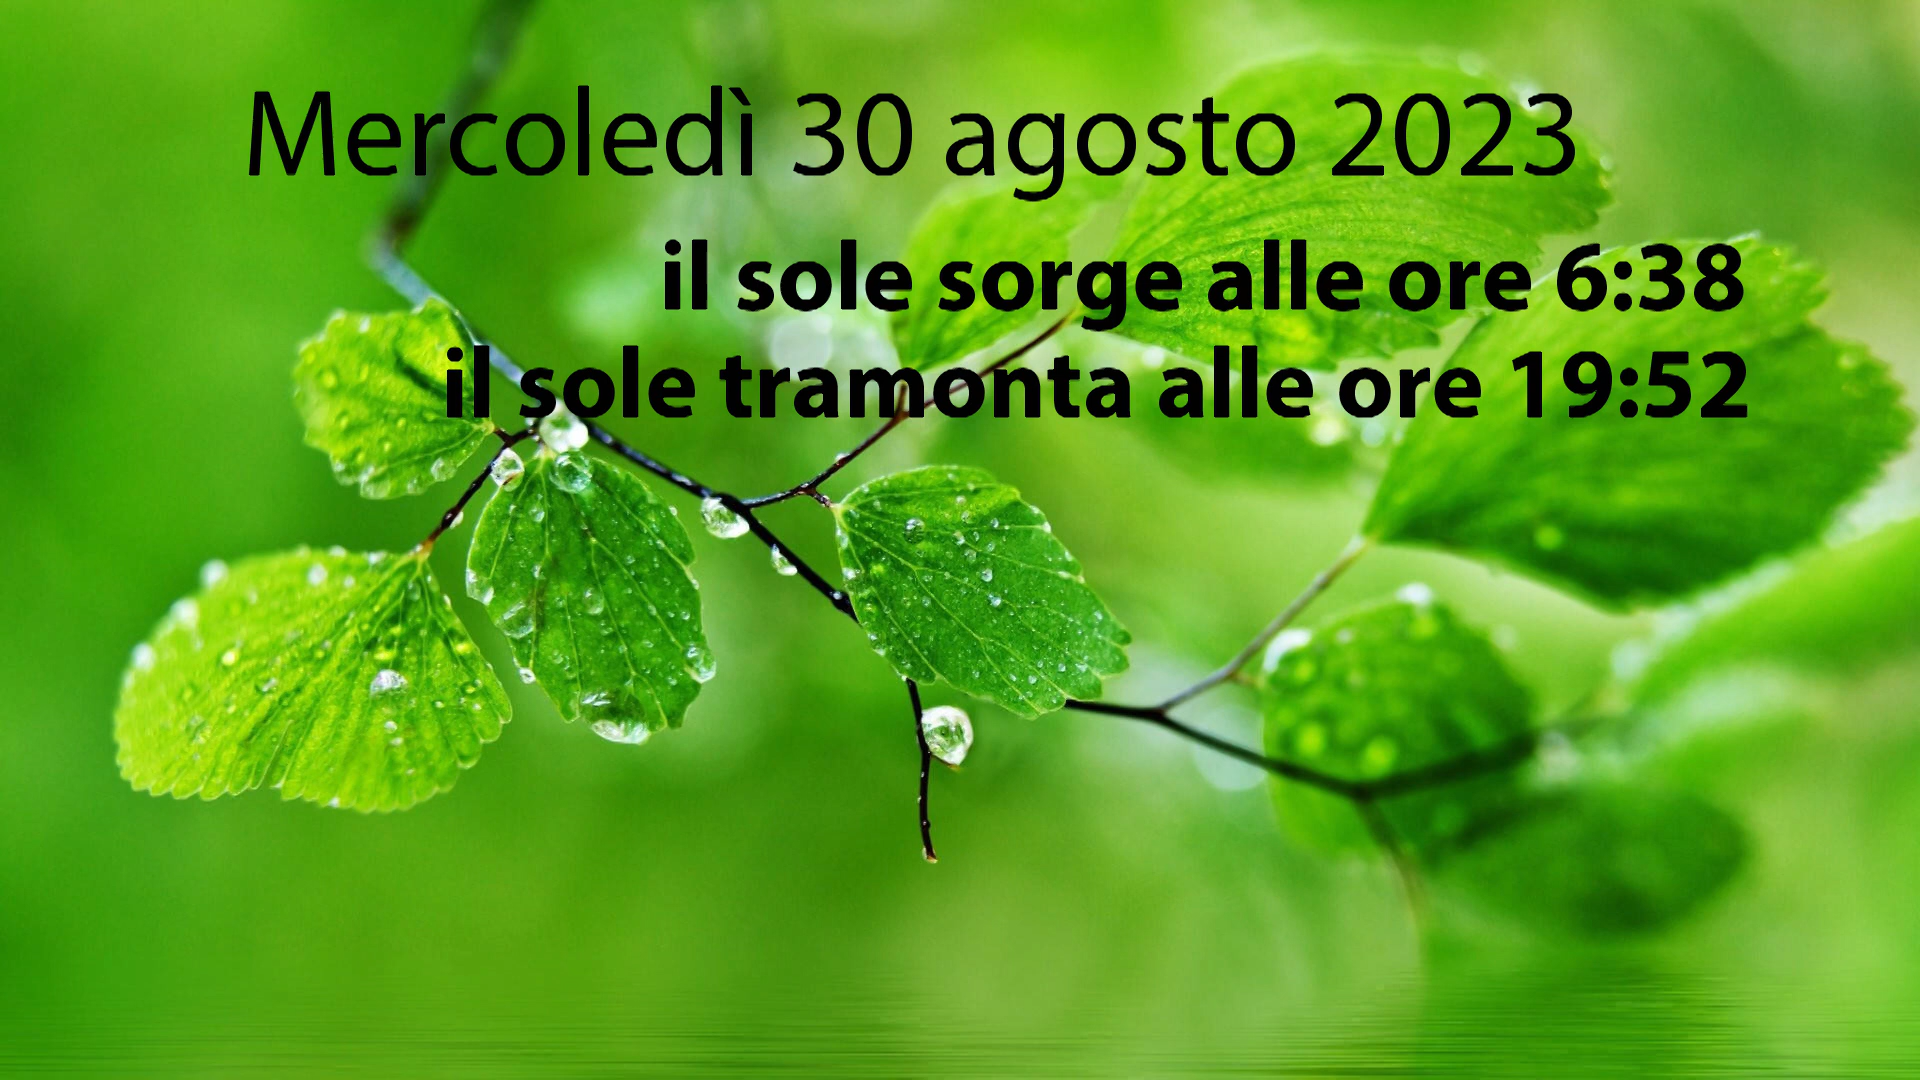 Mercoledì 30 agosto 2023
il sole sorge alle ore 6:38
il sole tramonta alle ore 19:52